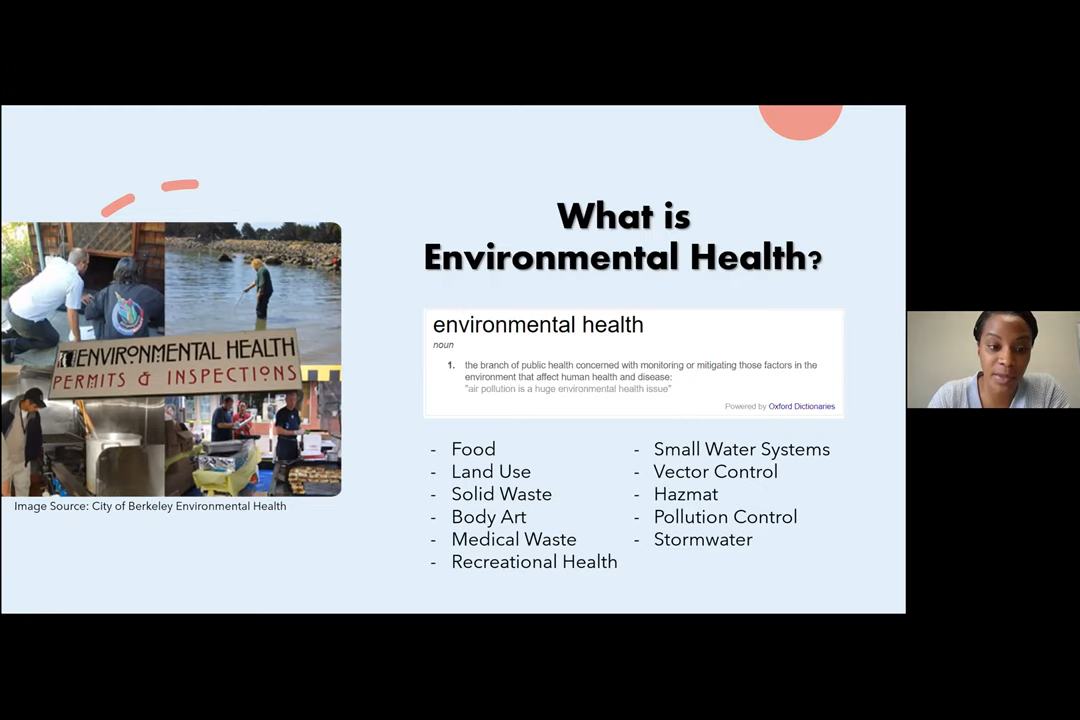 What is
Environmental Health?
environmental health
noun
1. the branch of public health concerned with monitoring or mitigating those factors in the
environment that affect human health and disease:
"air pollution is a huge environmental health issue"
Powered by Oxford Dictionaries
ENVIRONMENTAL HEALTH
PERMITS & INSPECTIONS
Image Source: City of Berkeley Environmental Health
- Food
- Land Use
- Solid Waste
- Body Art
- Medical Waste
- Recreational Health
- Small Water Systems
- Vector Control
- Hazmat
- Pollution Control
- Stormwater